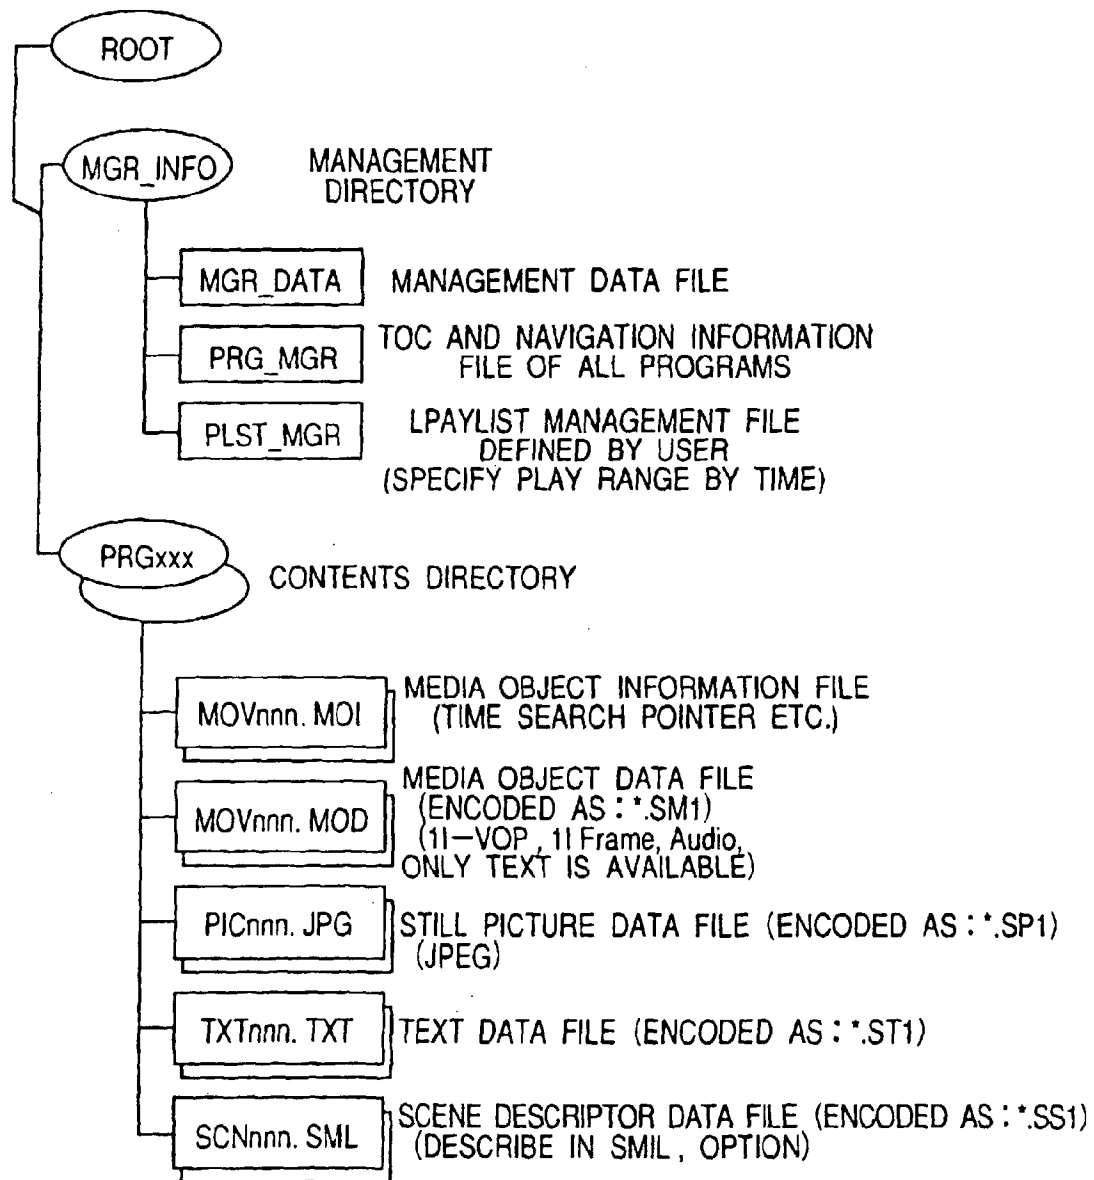 ROOT
MGR_INFO
MANAGEMENT
DIRECTORY
MGR_DATA
MANAGEMENT DATA FILE
PRG_MGR
TOC AND NAVIGATION INFORMATION
FILE OF ALL PROGRAMS
PLST_MGR
LPAYLIST MANAGEMENT FILE
DEFINED BY USER
(SPECIFY PLAY RANGE BY TIME)
PRGxxx
CONTENTS DIRECTORY
MOVnnn. MOI
MEDIA OBJECT INFORMATION FILE
(TIME SEARCH POINTER ETC.)
MOVnnn. MOD
MEDIA OBJECT DATA FILE
(ENCODED AS : *.SM1)
(1I-VOP , 1I Frame, Audio,
ONLY TEXT IS AVAILABLE)
PICnnn. JPG
STILL PICTURE DATA FILE (ENCODED AS : *.SP1)
(JPEG)
TXTnnn. TXT
TEXT DATA FILE (ENCODED AS : *.ST1)
SCNnnn. SML
SCENE DESCRIPTOR DATA FILE (ENCODED AS : *.SS1)
(DESCRIBE IN SMIL , OPTION)